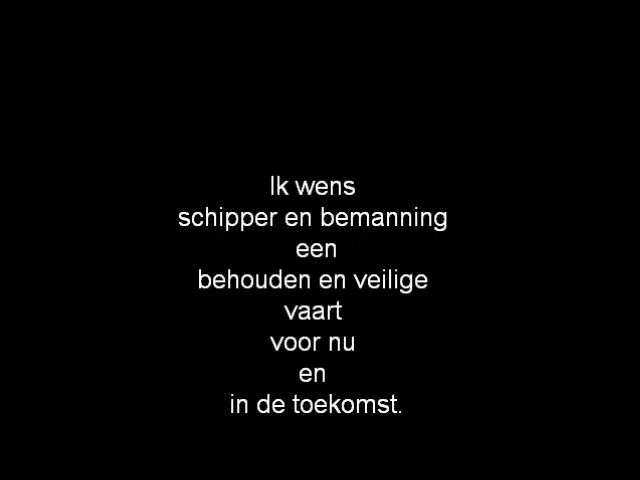 Ik wens
schipper en bemanning
een
behouden en veilige
vaart
voor nu
en
in de toekomst.